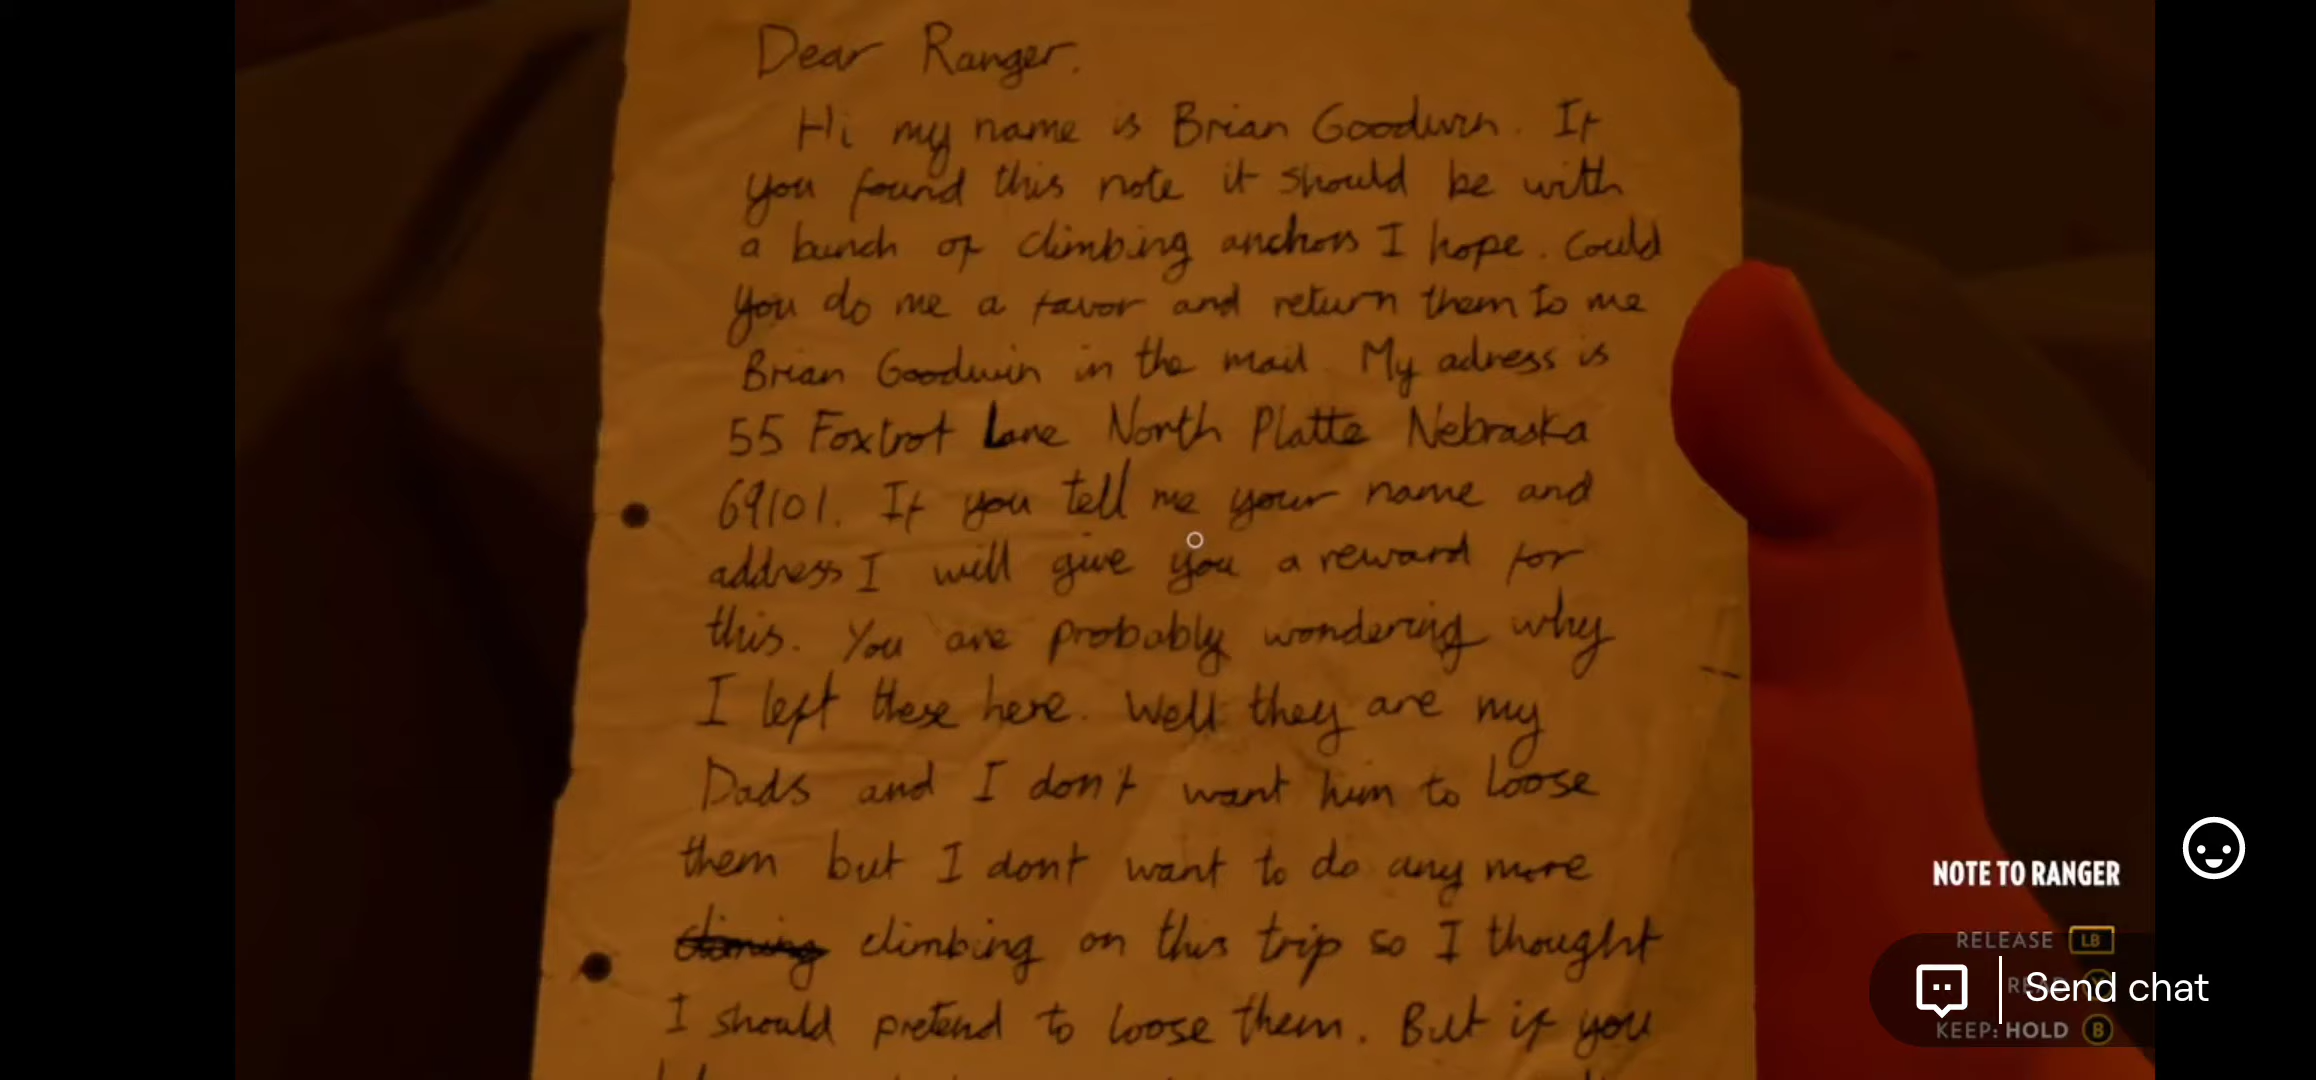 Dear Ranger.
Hi my name is Brian Goodwin. If
you found this note it should be with
a bunch of climbing anchors I hope. Could
you do me a favor and return them to me
Brian Goodwin in the mail. My adress is
55 Foxtrot Lane North Platte Nebraska
69101. If you tell me your name and
address I will give you a reward for
this. You are probably wondering why
I left these here. Well they are my
Dads and I don't want him to loose
them but I dont want to do any more
climbing on this trip so I thought
I should pretend to loose them. But if you
NOTE TO RANGER
RELEASE LB
Send chat
KEEP: HOLD B